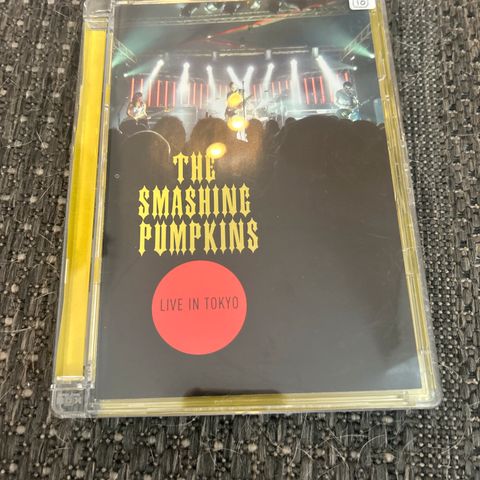 THE
SMASHING
PUMPKINS
LIVE IN TOKYO